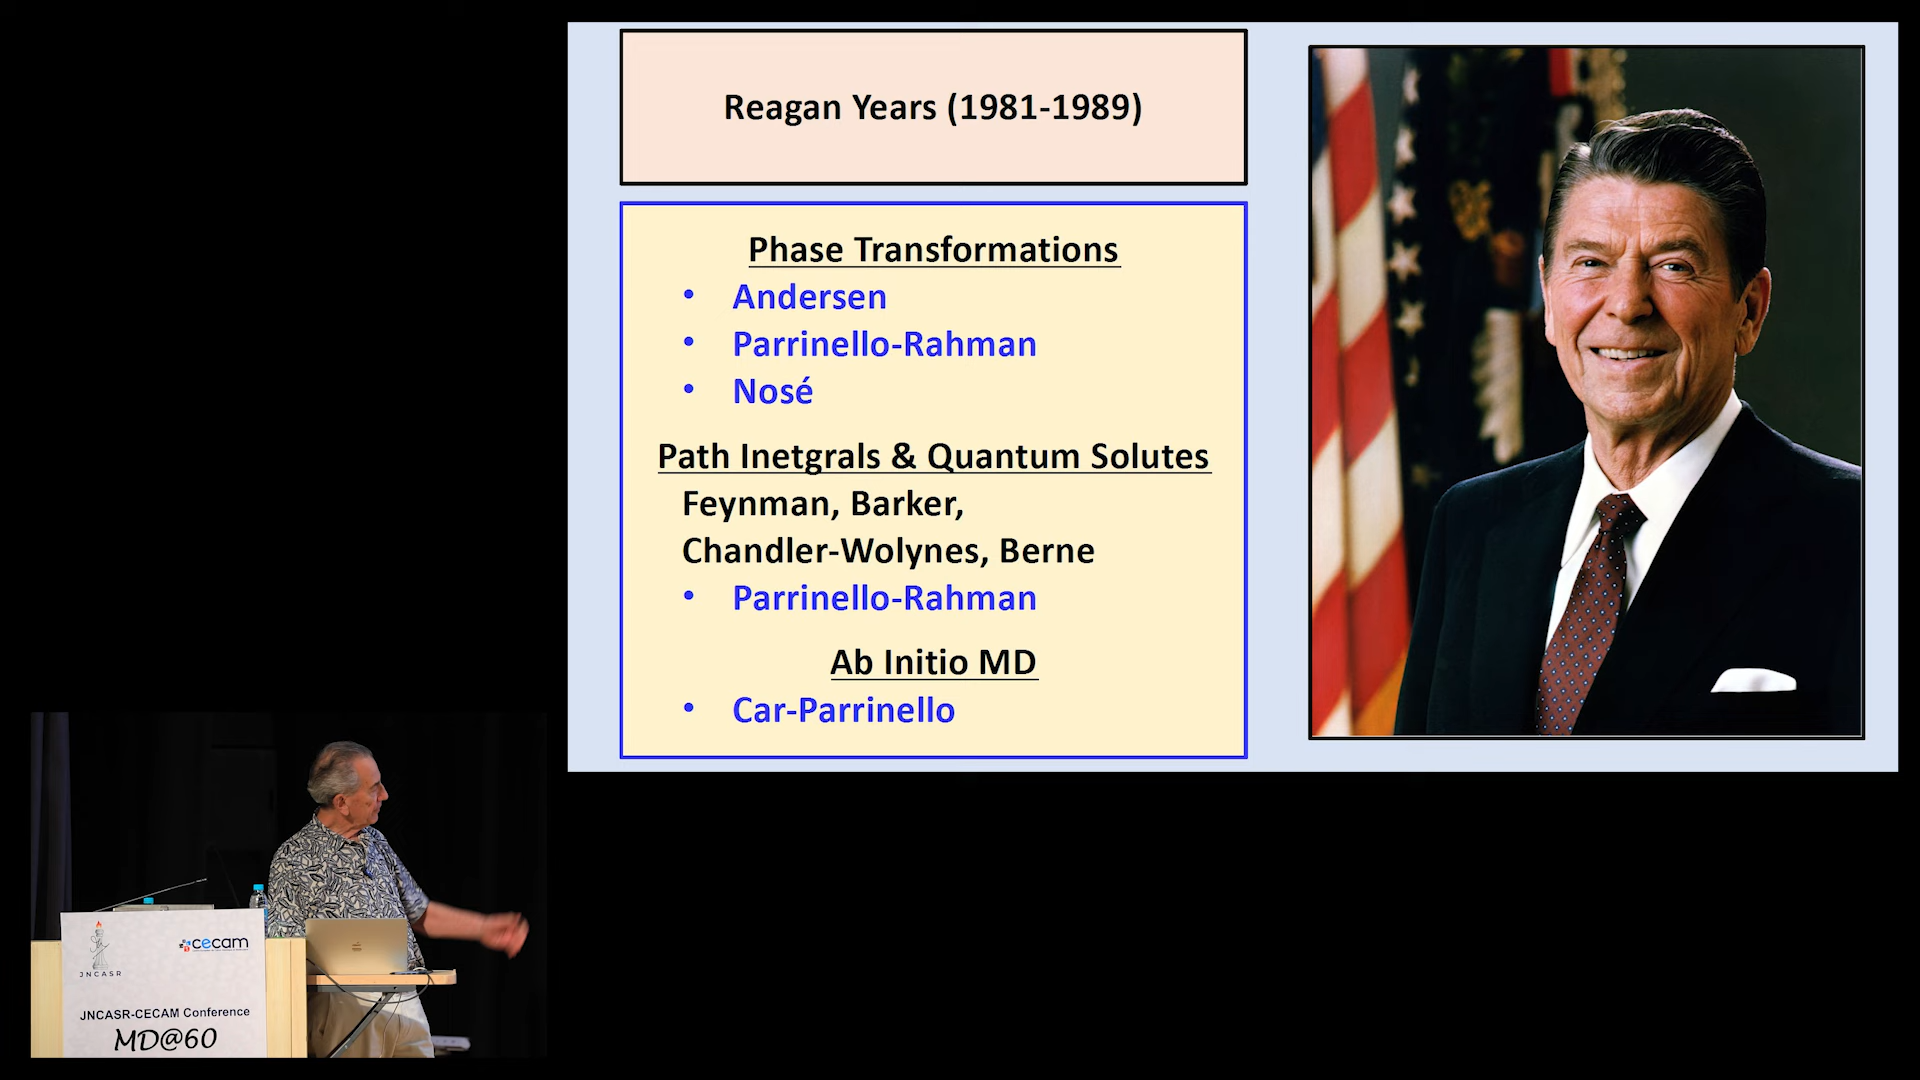 Reagan Years (1981-1989)
Phase Transformations
• Andersen
• Parrinello-Rahman
• Nosé
Path Inetgrals & Quantum Solutes
Feynman, Barker,
Chandler-Wolynes, Berne
• Parrinello-Rahman
Ab Initio MD
• Car-Parrinello
cecam
JNCASR
JNCASR-CECAM Conference
MD@60